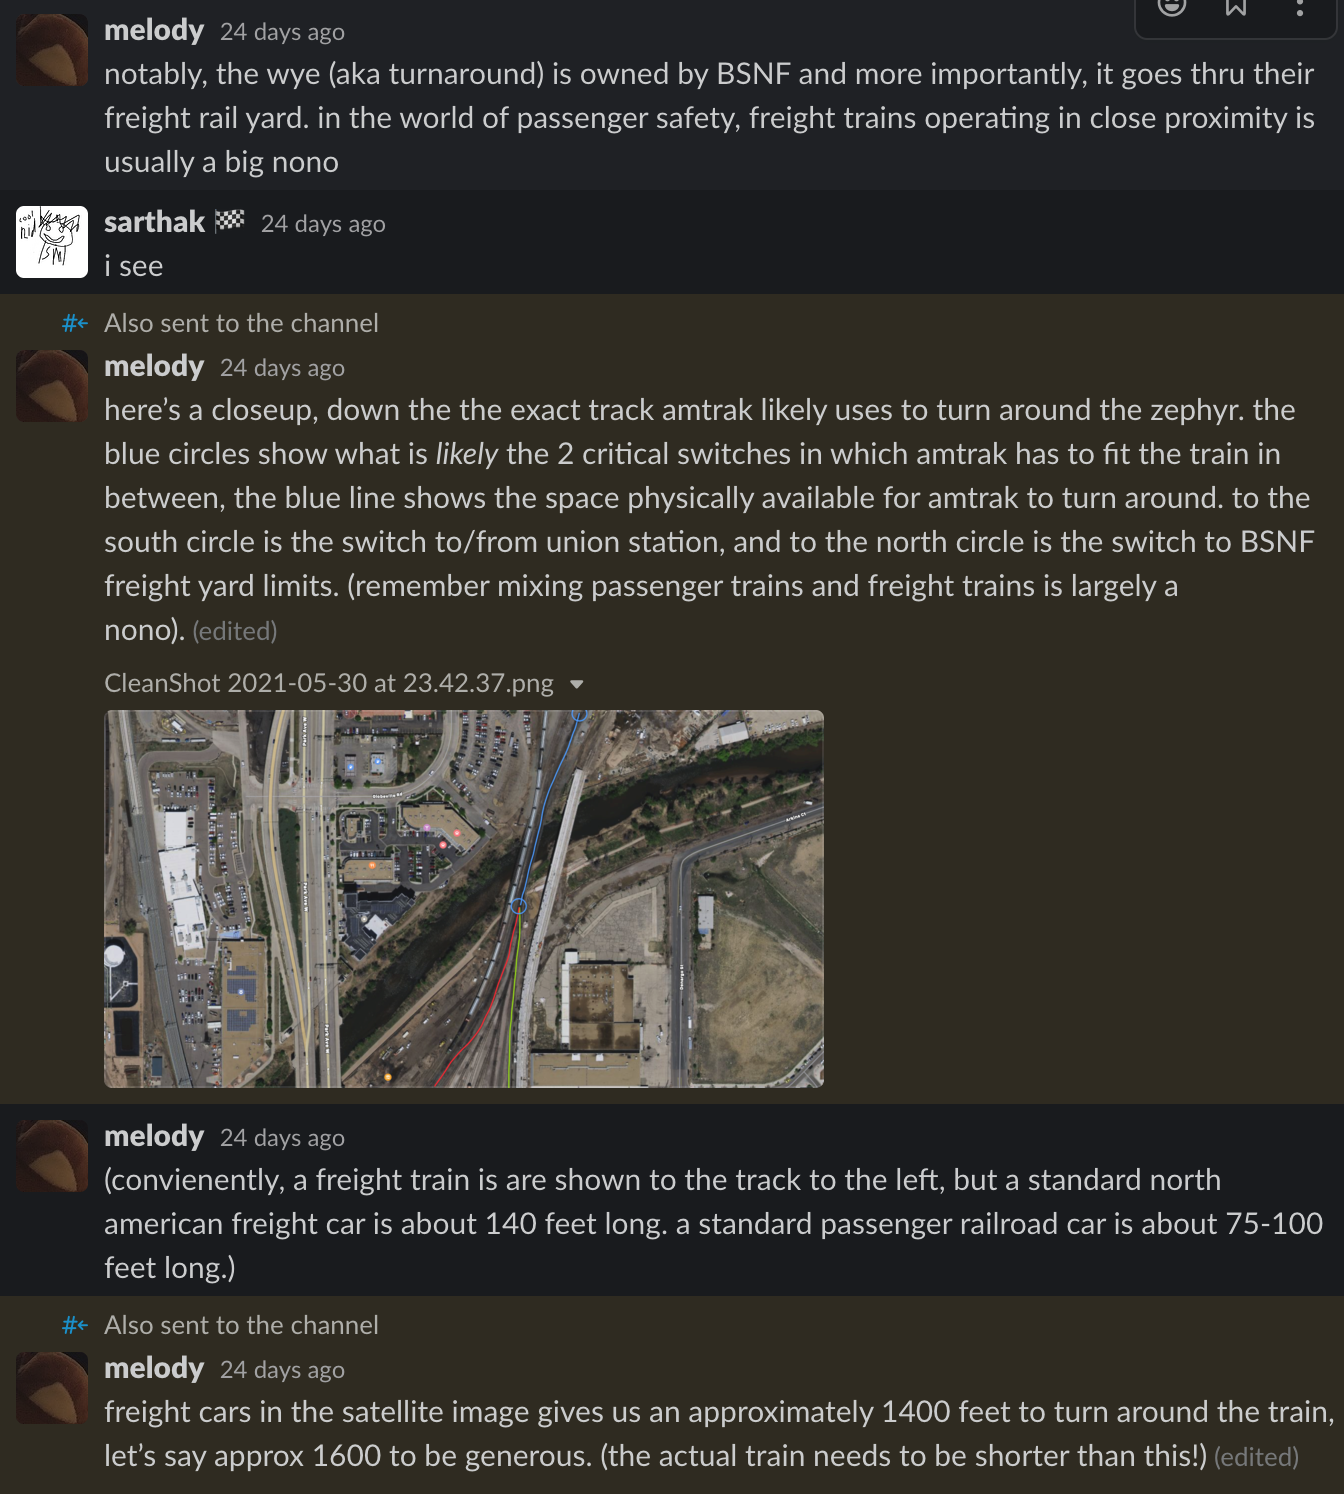 melody 24 days ago
notably, the wye (aka turnaround) is owned by BSNF and more importantly, it goes thru their
freight rail yard. in the world of passenger safety, freight trains operating in close proximity is
usually a big nono
sarthak 24 days ago
i see
Also sent to the channel
melody 24 days ago
here’s a closeup, down the the exact track amtrak likely uses to turn around the zephyr. the
blue circles show what is likely the 2 critical switches in which amtrak has to fit the train in
between, the blue line shows the space physically available for amtrak to turn around. to the
south circle is the switch to/from union station, and to the north circle is the switch to BSNF
freight yard limits. (remember mixing passenger trains and freight trains is largely a
nono). (edited)
CleanShot 2021-05-30 at 23.42.37.png
melody 24 days ago
(convienently, a freight train is are shown to the track to the left, but a standard north
american freight car is about 140 feet long. a standard passenger railroad car is about 75-100
feet long.)
Also sent to the channel
melody 24 days ago
freight cars in the satellite image gives us an approximately 1400 feet to turn around the train,
let’s say approx 1600 to be generous. (the actual train needs to be shorter than this!) (edited)